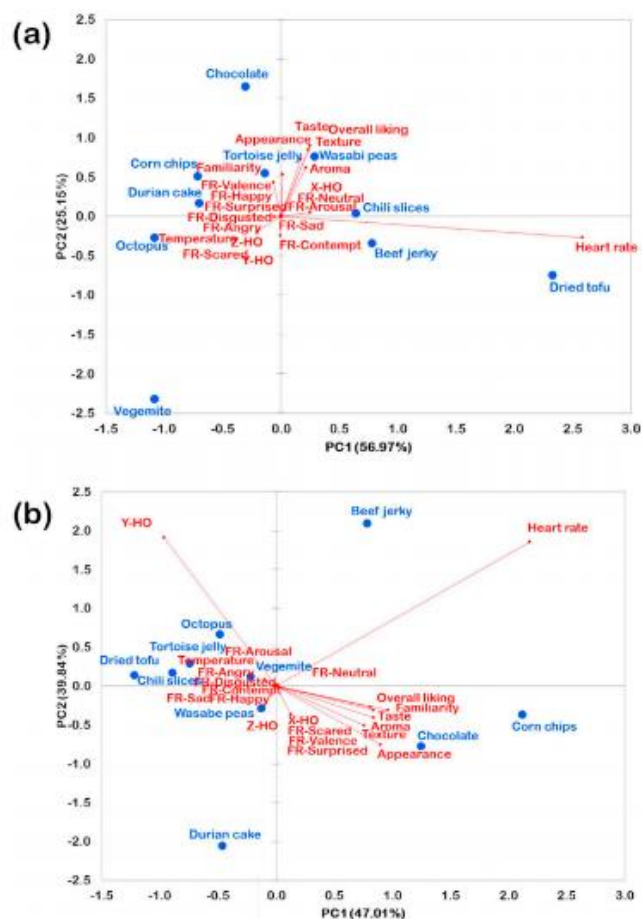 (a)
2.5
2.0
Chocolate
1.5
1.0
Taste Overall liking
Appearance Texture
Tortoise jelly Wasabi peas
Corn chips Familiarity Aroma
0.5
FR-Valence X-HO
Durian cake FR-Happy FR-Neutral
FR-Surprised FR-Arousal Chili slices
0.0
FR-Disgusted FR-Sad
FR-Angry
Octopus Temperature Z-HO FR-Contempt Beef jerky Heart rate
FR-Scared Y-HO
-0.5
Dried tofu
-1.0
-1.5
-2.0
Vegemite
-2.5
PC2 (25.15%)
-1.5 -1.0 -0.5 0.0 0.5 1.0 1.5 2.0 2.5 3.0
PC1 (56.97%)
(b)
2.5
Beef jerky
Y-HO Heart rate
2.0
1.5
1.0
Octopus
0.5
Tortoise jelly FR-Arousal
Dried tofu Temperature Vegemite FR-Neutral
FR-Angry
Chili slices FR-Disgusted
0.0
FR-Contempt
FR-Sad FR-Happy Overall liking
Familiarity
Wasabe peas X-HO Taste Corn chips
Z-HO FR-Scared Aroma
-0.5
FR-Valence Texture Chocolate
FR-Surprised Appearance
-1.0
-1.5
Durian cake
-2.0
-2.5
PC2 (39.84%)
-1.5 -1.0 -0.5 0.0 0.5 1.0 1.5 2.0 2.5 3.0
PC1 (47.01%)